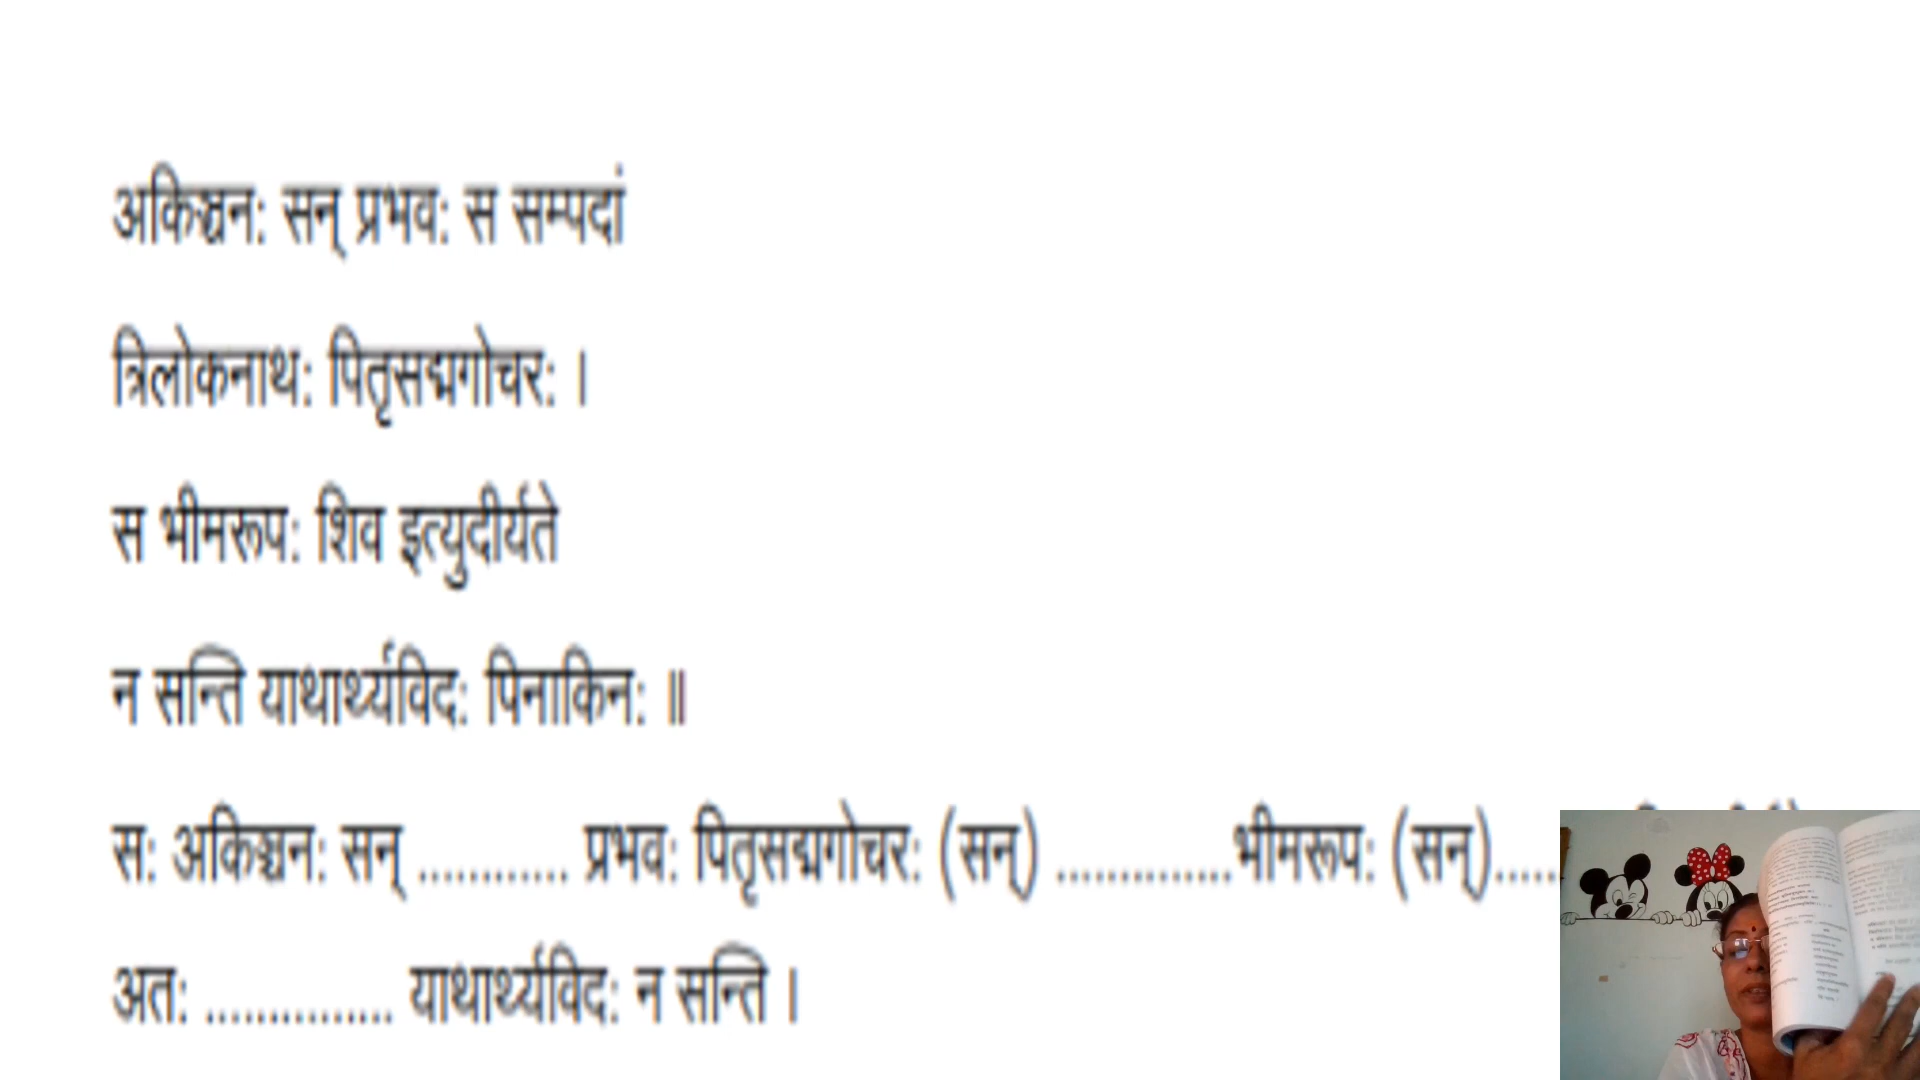 अकिञ्चन: सन् प्रभव: स सम्पदां
त्रिलोकनाथ: पितृसद्मगोचर: ।
स भीमरूप: शिव इत्युदीर्यते
न सन्ति याथार्थ्यविद: पिनाकिन: ॥
स: अकिञ्चन: सन् ............ प्रभव: पितृसद्मगोचर: (सन्) ..............भीमरूप: (सन्).....
अत: ............... याथार्थ्यविद: न सन्ति ।